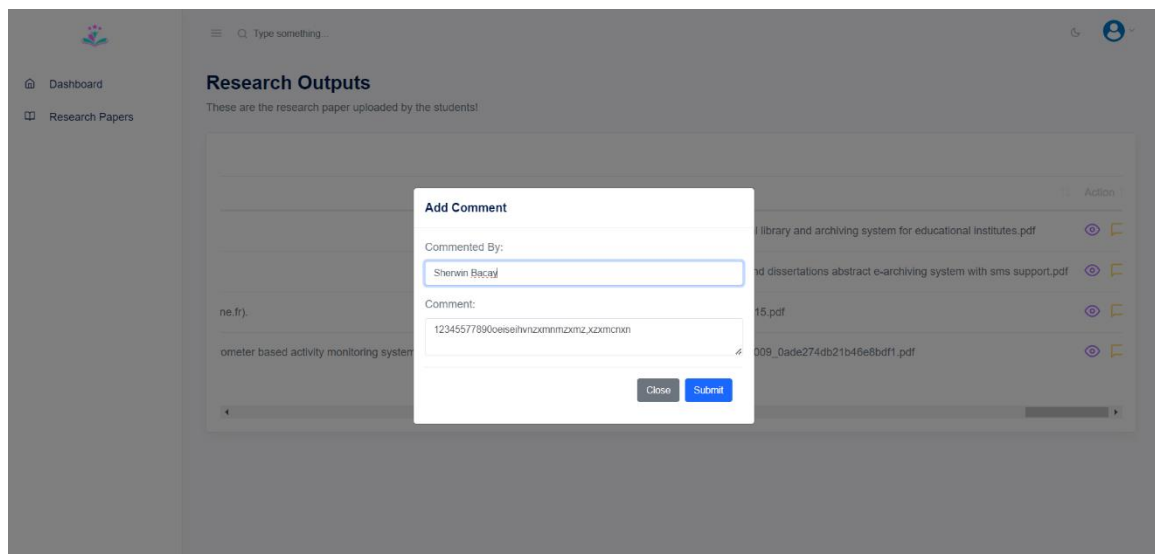 Type something...
Dashboard
Research Papers
Research Outputs
These are the research paper uploaded by the students!
Action
Add Comment
l library and archiving system for educational institutes.pdf
Commented By:
Sherwin Bacay
nd dissertations abstract e-archiving system with sms support.pdf
Comment:
ne.fr).
15.pdf
12345577890oeiseihvnzxmnmzxmz,xzxmcnxn
ometer based activity monitoring system
009_0ade274db21b46e8bdf1.pdf
Close Submit